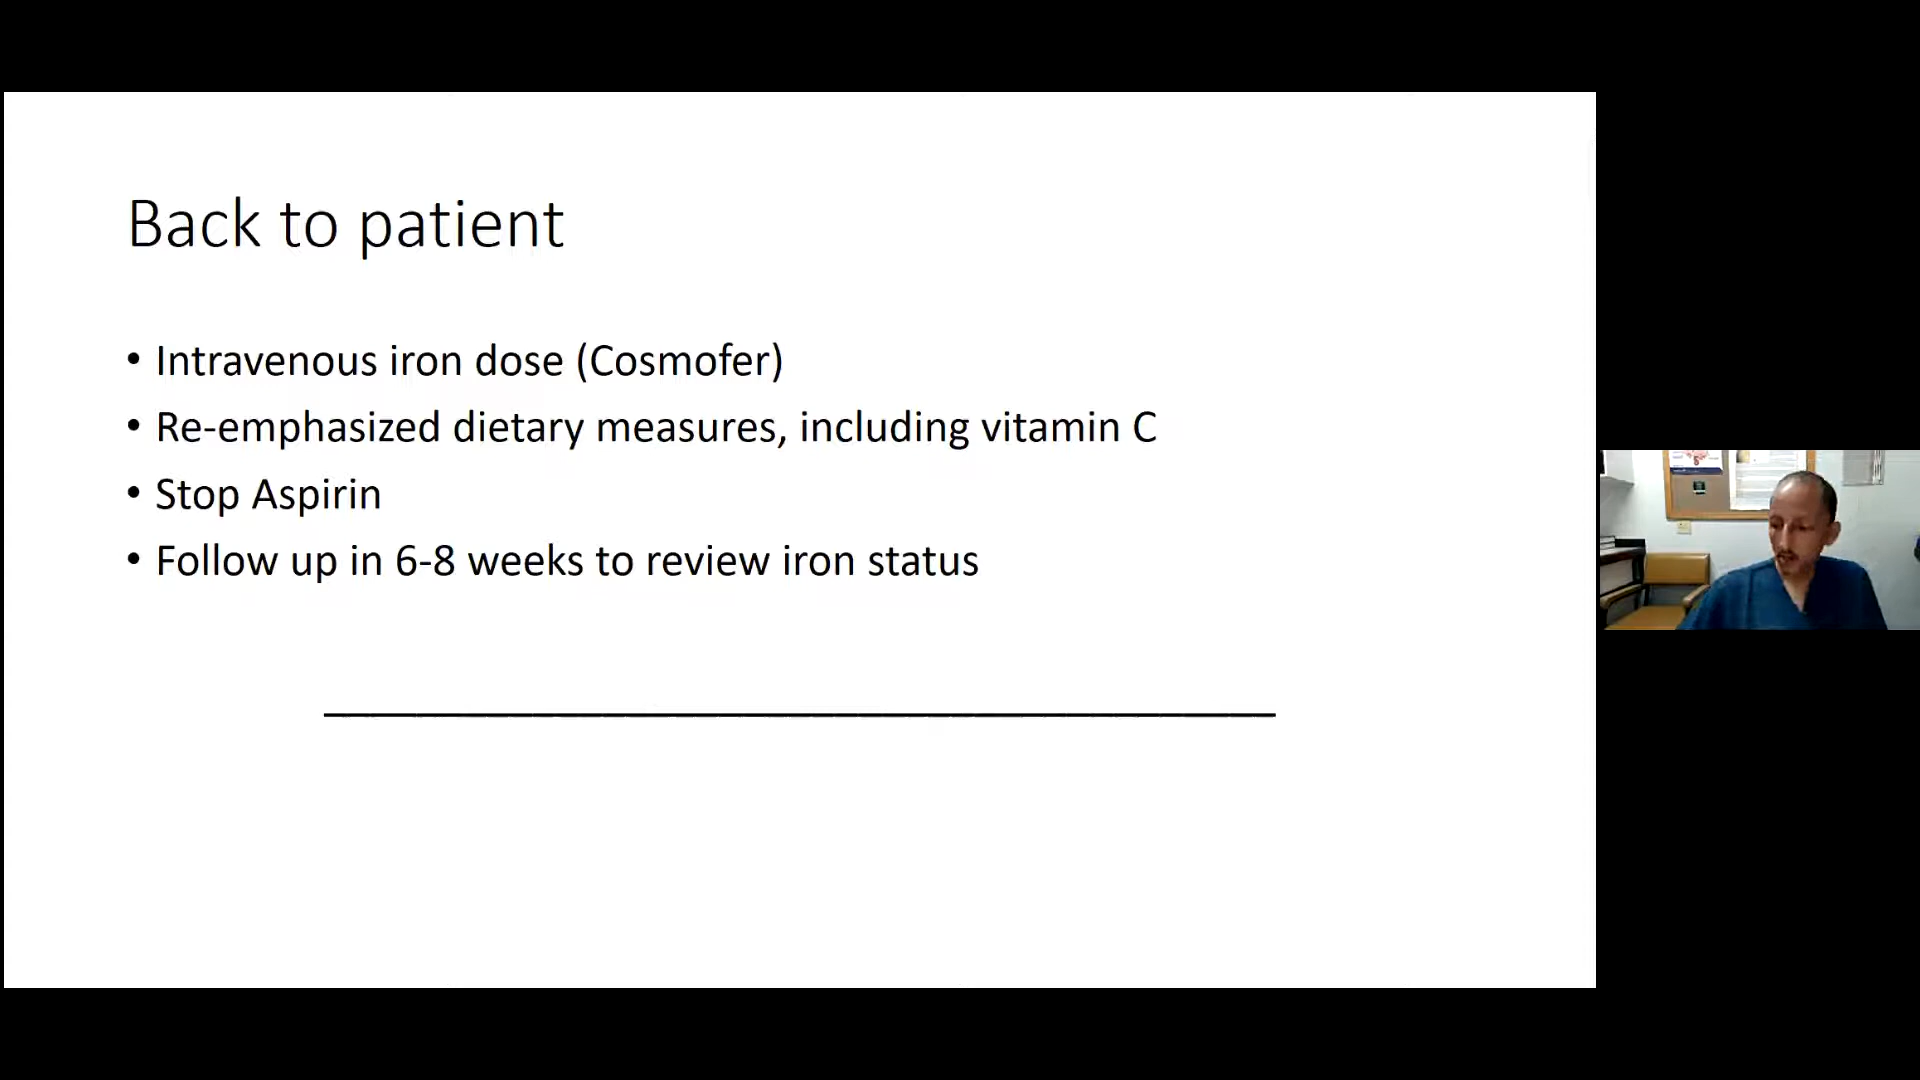 Back to patient
• Intravenous iron dose (Cosmofer)
• Re-emphasized dietary measures, including vitamin C
• Stop Aspirin
• Follow up in 6-8 weeks to review iron status